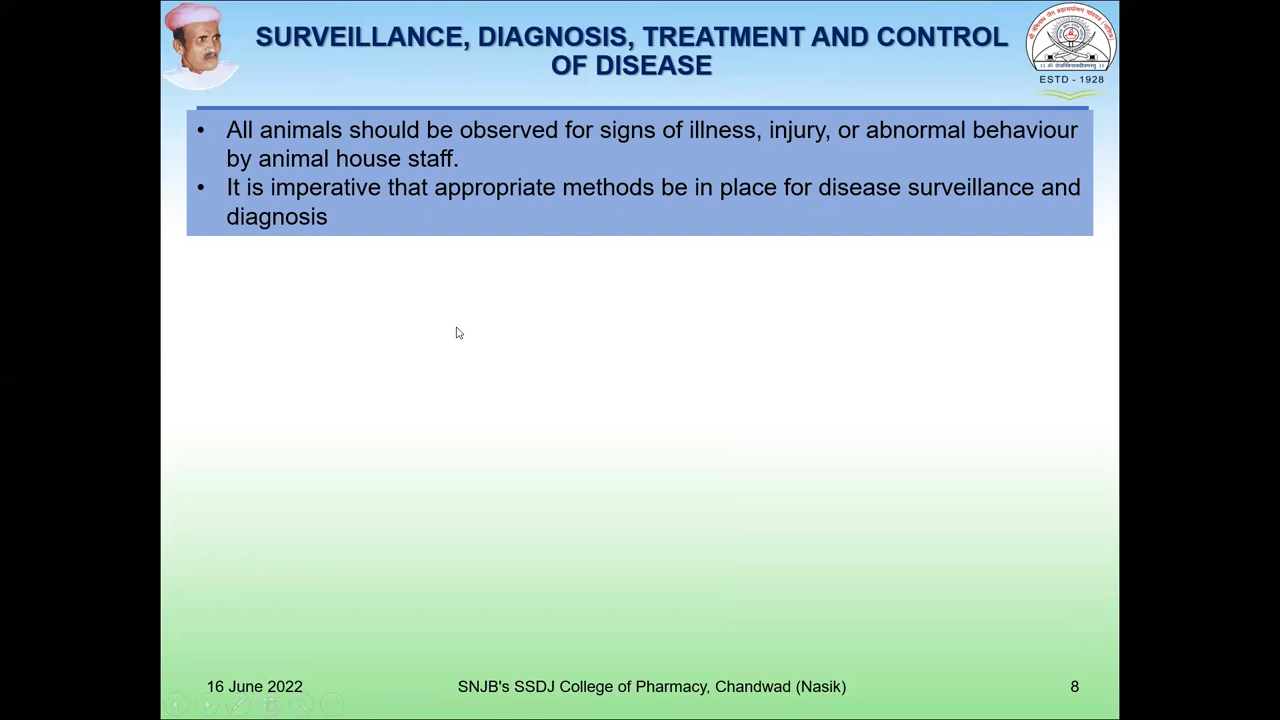 SURVEILLANCE, DIAGNOSIS, TREATMENT AND CONTROL
OF DISEASE
ESTD - 1928
• All animals should be observed for signs of illness, injury, or abnormal behaviour
by animal house staff.
• It is imperative that appropriate methods be in place for disease surveillance and
diagnosis
16 June 2022
SNJB's SSDJ College of Pharmacy, Chandwad (Nasik)
8